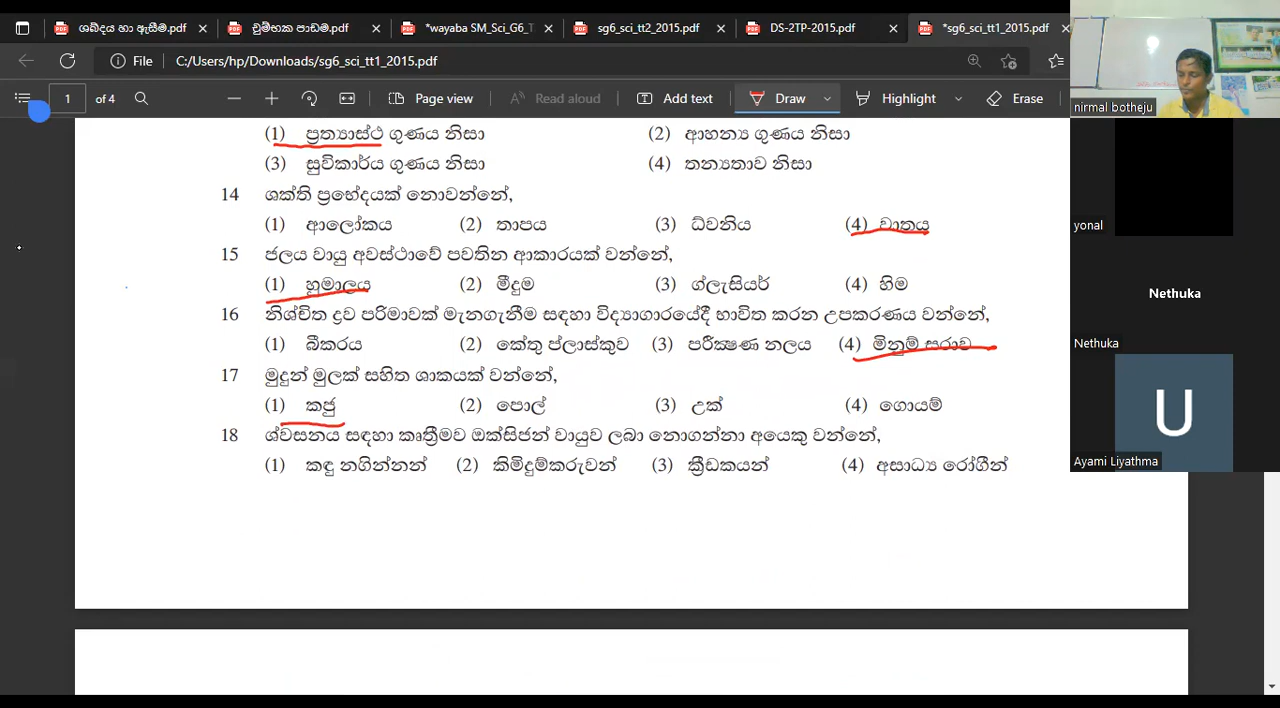 ශබ්දය හා ඇසීම.pdf චුම්භක පාඩම.pdf *wayaba SM_Sci_G6_T sg6_sci_tt2_2015.pdf DS-2TP-2015.pdf *sg6_sci_tt1_2015.pdf
File C:/Users/hp/Downloads/sg6_sci_tt1_2015.pdf
1 of 4 Page view Read aloud Add text Draw Highlight Erase
nirmal botheju
(1) ප්‍රත්‍යාස්ථ ගුණය නිසා (2) ආහන්‍ය ගුණය නිසා
(3) සුවිකාර්ය ගුණය නිසා (4) තන්‍යතාව නිසා
14 ශක්ති ප්‍රභේදයක් නොවන්නේ,
(1) ආලෝකය (2) තාපය (3) ධ්වනිය (4) වාතය
yonal
15 ජලය වායු අවස්ථාවේ පවතින ආකාරයක් වන්නේ,
(1) හුමාලය (2) මීදුම (3) ග්ලැසියර් (4) හිම
Nethuka
16 නිශ්චිත ද්‍රව පරිමාවක් මැනගැනීම සඳහා විද්‍යාගාරයේදී භාවිත කරන උපකරණය වන්නේ,
(1) බීකරය (2) කේතු ප්ලාස්කුව (3) පරීක්‍ෂණ නලය (4) මිනුම් සරාව
Nethuka
17 මුදුන් මුලක් සහිත ශාකයක් වන්නේ,
(1) කජු (2) පොල් (3) උක් (4) ගොයම්
U
18 ශ්වසනය සඳහා කෘත්‍රිමව ඔක්සිජන් වායුව ලබා නොගන්නා අයෙකු වන්නේ,
(1) කඳු නගින්නන් (2) කිමිදුම්කරුවන් (3) ක්‍රීඩකයන් (4) අසාධ්‍ය රෝගීන්
Ayami Liyathma